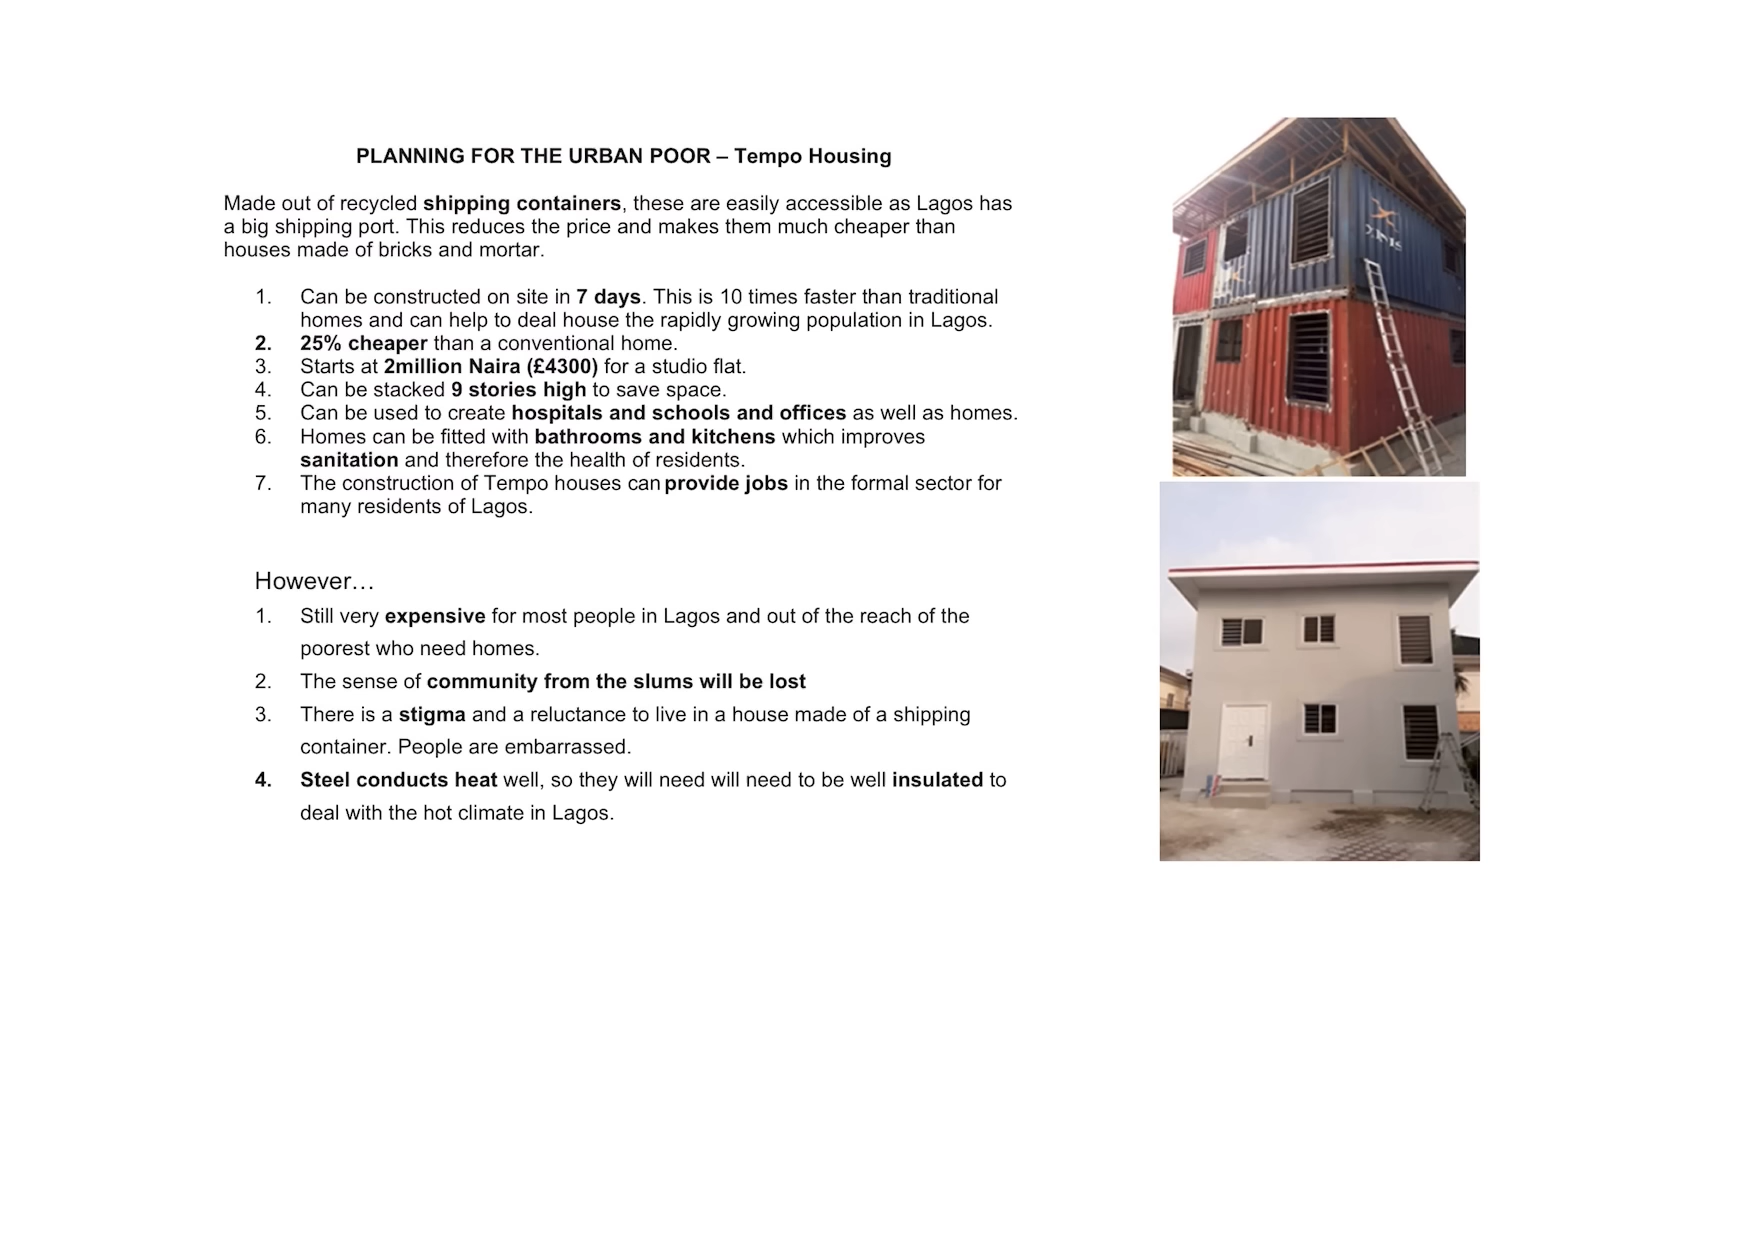 PLANNING FOR THE URBAN POOR – Tempo Housing
Made out of recycled shipping containers, these are easily accessible as Lagos has
a big shipping port. This reduces the price and makes them much cheaper than
houses made of bricks and mortar.
1. Can be constructed on site in 7 days. This is 10 times faster than traditional
homes and can help to deal house the rapidly growing population in Lagos.
2. 25% cheaper than a conventional home.
3. Starts at 2million Naira (£4300) for a studio flat.
4. Can be stacked 9 stories high to save space.
5. Can be used to create hospitals and schools and offices as well as homes.
6. Homes can be fitted with bathrooms and kitchens which improves
sanitation and therefore the health of residents.
7. The construction of Tempo houses can provide jobs in the formal sector for
many residents of Lagos.
However…
1. Still very expensive for most people in Lagos and out of the reach of the
poorest who need homes.
2. The sense of community from the slums will be lost
3. There is a stigma and a reluctance to live in a house made of a shipping
container. People are embarrassed.
4. Steel conducts heat well, so they will need will need to be well insulated to
deal with the hot climate in Lagos.